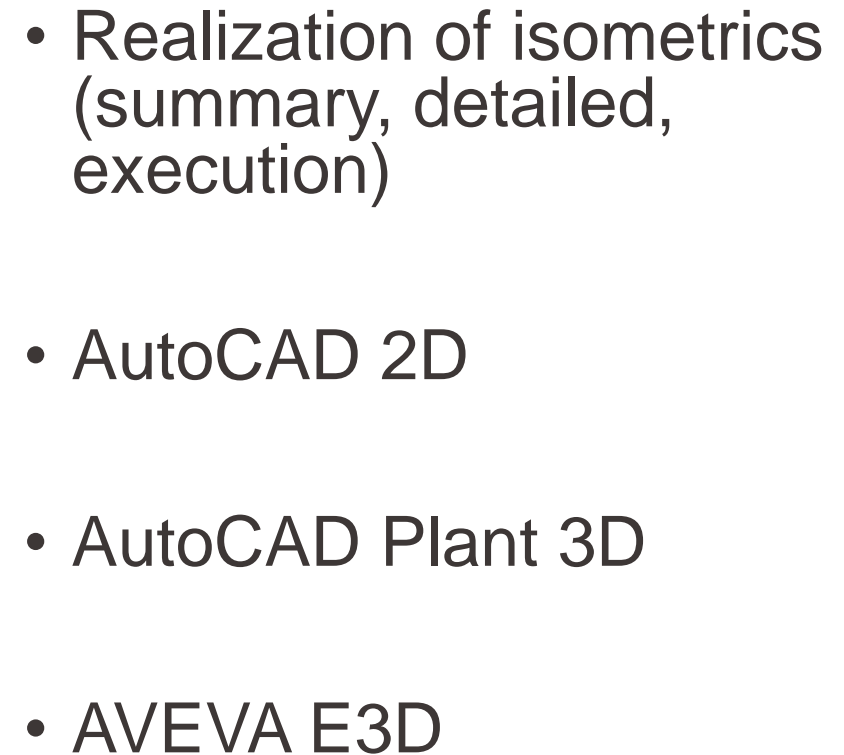 • Realization of isometrics
(summary, detailed,
execution)
• AutoCAD 2D
• AutoCAD Plant 3D
• AVEVA E3D